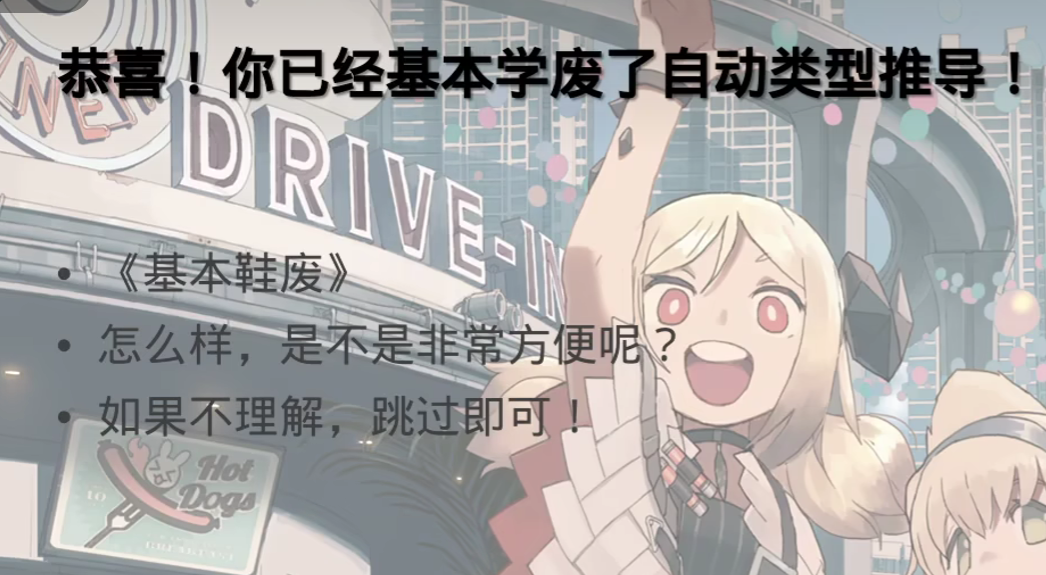 恭喜！你已经基本学废了自动类型推导！
DRIVE-IN
• 《基本鞋废》
• 怎么样，是不是非常方便呢？
• 如果不理解，跳过即可！
Hot
Dogs
to